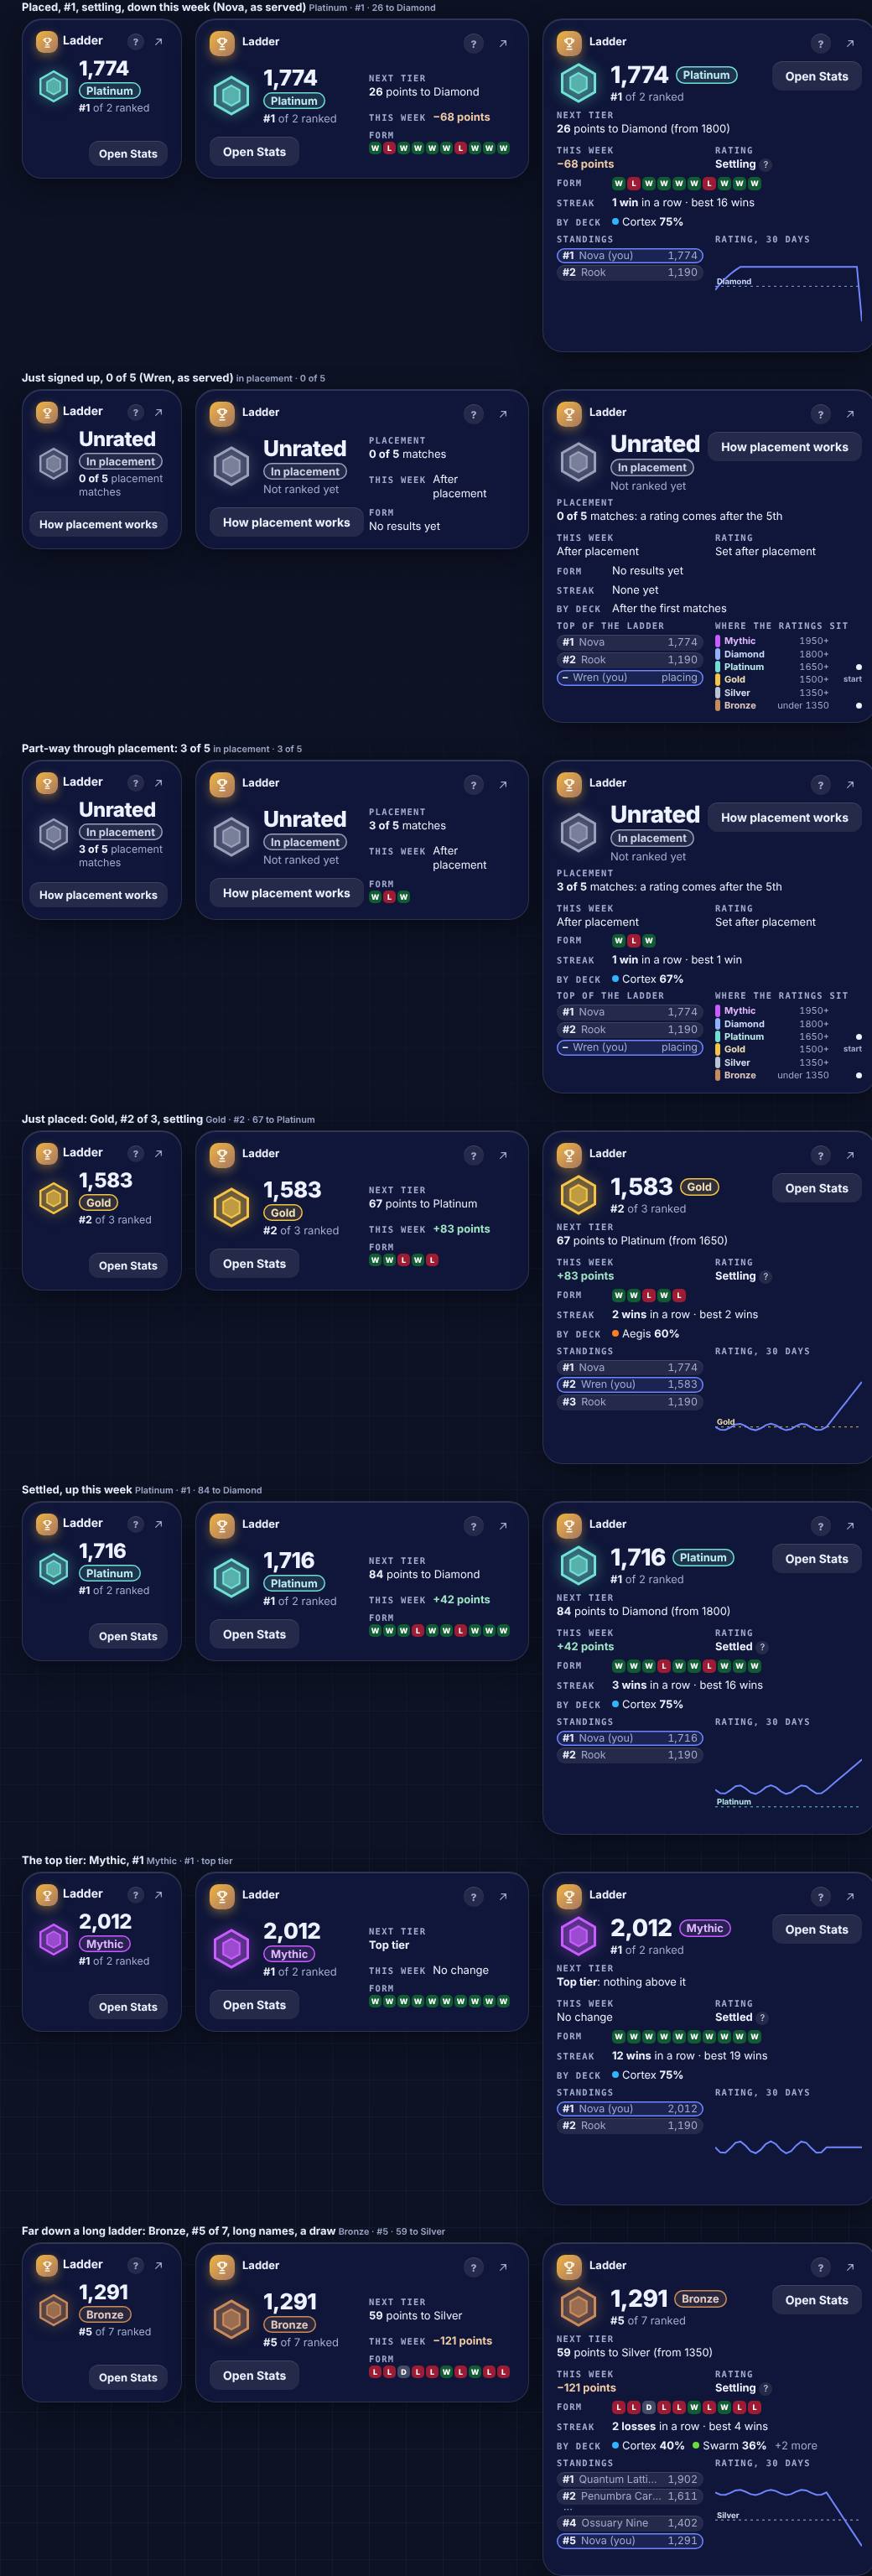 Placed, #1, settling, down this week (Nova, as served) Platinum · #1 · 26 to Diamond
Ladder
?
1,774
Platinum
#1 of 2 ranked
Open Stats
Ladder
?
1,774
Platinum
#1 of 2 ranked
Open Stats
NEXT TIER
26 points to Diamond
THIS WEEK −68 points
FORM
W L W W W W L W W W
Ladder
?
1,774 Platinum
#1 of 2 ranked
Open Stats
NEXT TIER
26 points to Diamond (from 1800)
THIS WEEK RATING
−68 points Settling ?
FORM W L W W W W L W W W
STREAK 1 win in a row · best 16 wins
BY DECK Cortex 75%
STANDINGS RATING, 30 DAYS
#1 Nova (you) 1,774
#2 Rook 1,190
Diamond
Just signed up, 0 of 5 (Wren, as served) in placement · 0 of 5
Ladder
?
Unrated
In placement
0 of 5 placement
matches
How placement works
Ladder
?
Unrated
In placement
Not ranked yet
How placement works
PLACEMENT
0 of 5 matches
THIS WEEK After
placement
FORM
No results yet
Ladder
?
Unrated
In placement
Not ranked yet
How placement works
PLACEMENT
0 of 5 matches: a rating comes after the 5th
THIS WEEK RATING
After placement Set after placement
FORM No results yet
STREAK None yet
BY DECK After the first matches
TOP OF THE LADDER WHERE THE RATINGS SIT
#1 Nova 1,774
#2 Rook 1,190
– Wren (you) placing
Mythic 1950+
Diamond 1800+
Platinum 1650+
Gold 1500+ start
Silver 1350+
Bronze under 1350
Part-way through placement: 3 of 5 in placement · 3 of 5
Ladder
?
Unrated
In placement
3 of 5 placement
matches
How placement works
Ladder
?
Unrated
In placement
Not ranked yet
How placement works
PLACEMENT
3 of 5 matches
THIS WEEK After
placement
FORM
W L W
Ladder
?
Unrated
In placement
Not ranked yet
How placement works
PLACEMENT
3 of 5 matches: a rating comes after the 5th
THIS WEEK RATING
After placement Set after placement
FORM W L W
STREAK 1 win in a row · best 1 win
BY DECK Cortex 67%
TOP OF THE LADDER WHERE THE RATINGS SIT
#1 Nova 1,774
#2 Rook 1,190
– Wren (you) placing
Mythic 1950+
Diamond 1800+
Platinum 1650+
Gold 1500+ start
Silver 1350+
Bronze under 1350
Just placed: Gold, #2 of 3, settling Gold · #2 · 67 to Platinum
Ladder
?
1,583
Gold
#2 of 3 ranked
Open Stats
Ladder
?
1,583
Gold
#2 of 3 ranked
Open Stats
NEXT TIER
67 points to Platinum
THIS WEEK +83 points
FORM
W W L W L
Ladder
?
1,583 Gold
#2 of 3 ranked
Open Stats
NEXT TIER
67 points to Platinum (from 1650)
THIS WEEK RATING
+83 points Settling ?
FORM W W L W L
STREAK 2 wins in a row · best 2 wins
BY DECK Aegis 60%
STANDINGS RATING, 30 DAYS
#1 Nova 1,774
#2 Wren (you) 1,583
#3 Rook 1,190
Gold
Settled, up this week Platinum · #1 · 84 to Diamond
Ladder
?
1,716
Platinum
#1 of 2 ranked
Open Stats
Ladder
?
1,716
Platinum
#1 of 2 ranked
Open Stats
NEXT TIER
84 points to Diamond
THIS WEEK +42 points
FORM
W W W L W W L W W W
Ladder
?
1,716 Platinum
#1 of 2 ranked
Open Stats
NEXT TIER
84 points to Diamond (from 1800)
THIS WEEK RATING
+42 points Settled ?
FORM W W W L W W L W W W
STREAK 3 wins in a row · best 16 wins
BY DECK Cortex 75%
STANDINGS RATING, 30 DAYS
#1 Nova (you) 1,716
#2 Rook 1,190
Platinum
The top tier: Mythic, #1 Mythic · #1 · top tier
Ladder
?
2,012
Mythic
#1 of 2 ranked
Open Stats
Ladder
?
2,012
Mythic
#1 of 2 ranked
Open Stats
NEXT TIER
Top tier
THIS WEEK No change
FORM
W W W W W W W W W W
Ladder
?
2,012 Mythic
#1 of 2 ranked
Open Stats
NEXT TIER
Top tier: nothing above it
THIS WEEK RATING
No change Settled ?
FORM W W W W W W W W W W
STREAK 12 wins in a row · best 19 wins
BY DECK Cortex 75%
STANDINGS RATING, 30 DAYS
#1 Nova (you) 2,012
#2 Rook 1,190
Far down a long ladder: Bronze, #5 of 7, long names, a draw Bronze · #5 · 59 to Silver
Ladder
?
1,291
Bronze
#5 of 7 ranked
Open Stats
Ladder
?
1,291
Bronze
#5 of 7 ranked
Open Stats
NEXT TIER
59 points to Silver
THIS WEEK −121 points
FORM
L L D L L W L W L L
Ladder
?
1,291 Bronze
#5 of 7 ranked
Open Stats
NEXT TIER
59 points to Silver (from 1350)
THIS WEEK RATING
−121 points Settling ?
FORM L L D L L W L W L L
STREAK 2 losses in a row · best 4 wins
BY DECK Cortex 40% Swarm 36% +2 more
STANDINGS RATING, 30 DAYS
#1 Quantum Latti... 1,902
#2 Penumbra Car... 1,611
...
#4 Ossuary Nine 1,402
#5 Nova (you) 1,291
Silver